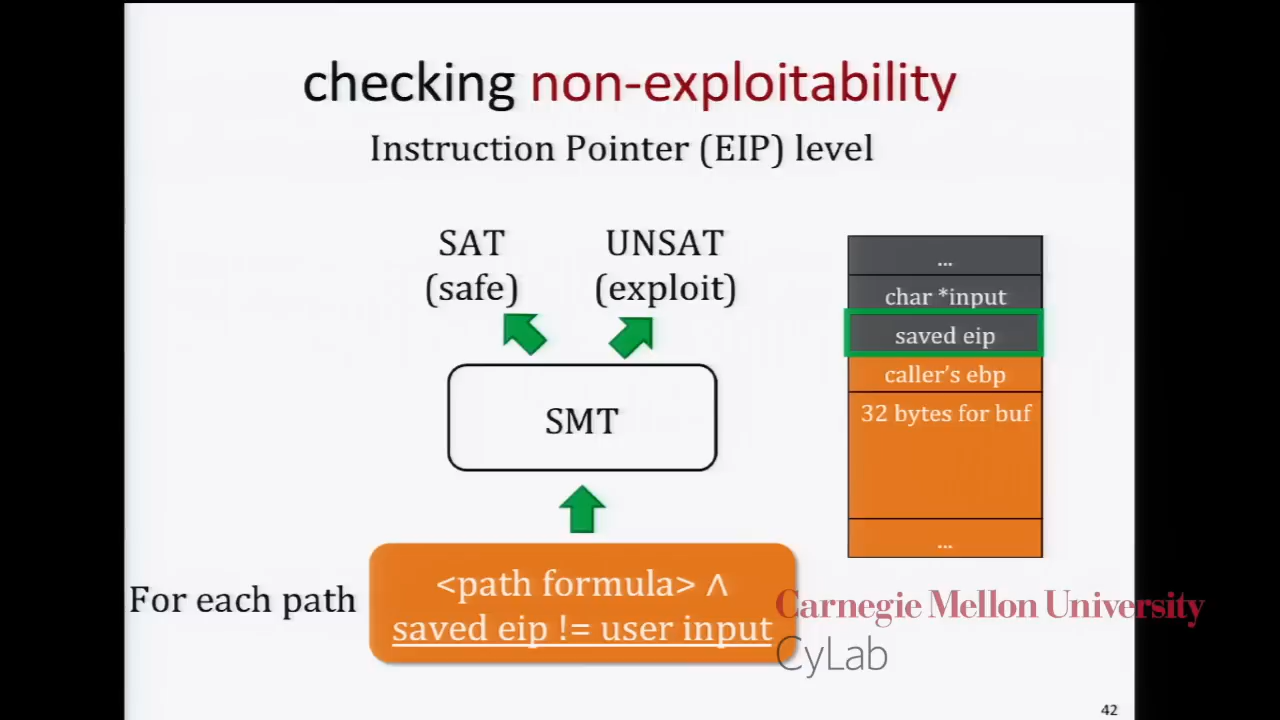 checking non-exploitability
Instruction Pointer (EIP) level
SAT
(safe)
UNSAT
(exploit)
SMT
For each path
<path formula> ∧
saved eip != user input
...
char *input
saved eip
caller's ebp
32 bytes for buf
...
Carnegie Mellon University
CyLab
42